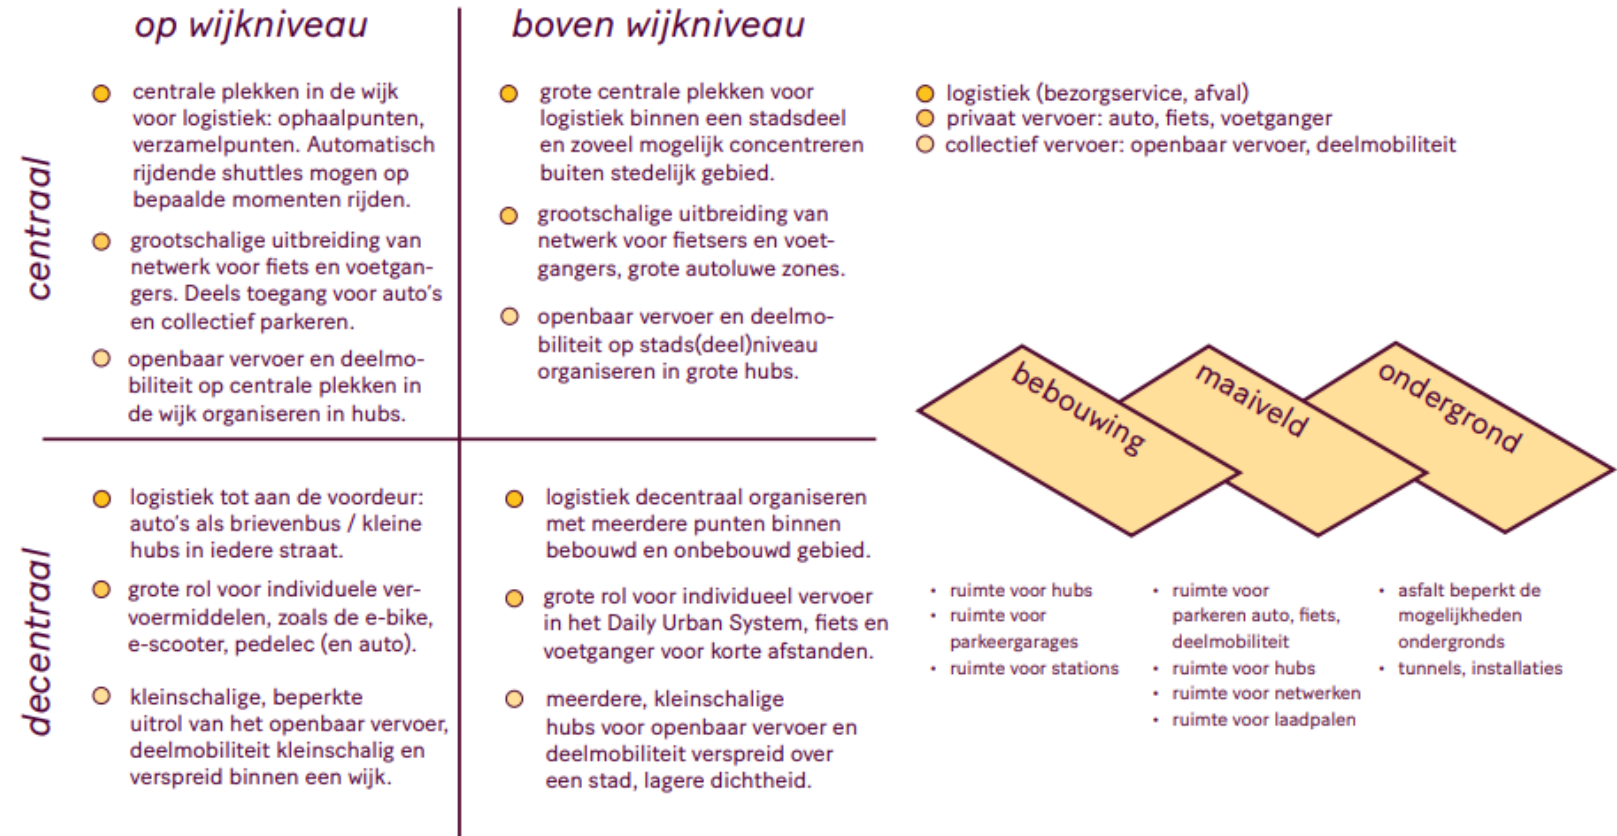 op wijkniveau
boven wijkniveau
centraal
centrale plekken in de wijk
voor logistiek: ophaalpunten,
verzamelpunten. Automatisch
rijdende shuttles mogen op
bepaalde momenten rijden.
grootschalige uitbreiding van
netwerk voor fiets en voetgan-
gers. Deels toegang voor auto's
en collectief parkeren.
openbaar vervoer en deelmo-
biliteit op centrale plekken in
de wijk organiseren in hubs.
grote centrale plekken voor
logistiek binnen een stadsdeel
en zoveel mogelijk concentreren
buiten stedelijk gebied.
grootschalige uitbreiding van
netwerk voor fietsers en voet-
gangers, grote autoluwe zones.
openbaar vervoer en deelmo-
biliteit op stads(deel)niveau
organiseren in grote hubs.
decentraal
logistiek tot aan de voordeur:
auto's als brievenbus / kleine
hubs in iedere straat.
grote rol voor individuele ver-
voermiddelen, zoals de e-bike,
e-scooter, pedelec (en auto).
kleinschalige, beperkte
uitrol van het openbaar vervoer,
deelmobiliteit kleinschalig en
verspreid binnen een wijk.
logistiek decentraal organiseren
met meerdere punten binnen
bebouwd en onbebouwd gebied.
grote rol voor individueel vervoer
in het Daily Urban System, fiets en
voetganger voor korte afstanden.
meerdere, kleinschalige
hubs voor openbaar vervoer en
deelmobiliteit verspreid over
een stad, lagere dichtheid.
logistiek (bezorgservice, afval)
privaat vervoer: auto, fiets, voetganger
collectief vervoer: openbaar vervoer, deelmobiliteit
bebouwing
maaiveld
ondergrond
• ruimte voor hubs
• ruimte voor
parkeergarages
• ruimte voor stations
• ruimte voor
parkeren auto, fiets,
deelmobiliteit
• ruimte voor hubs
• ruimte voor netwerken
• ruimte voor laadpalen
• asfalt beperkt de
mogelijkheden
ondergronds
• tunnels, installaties